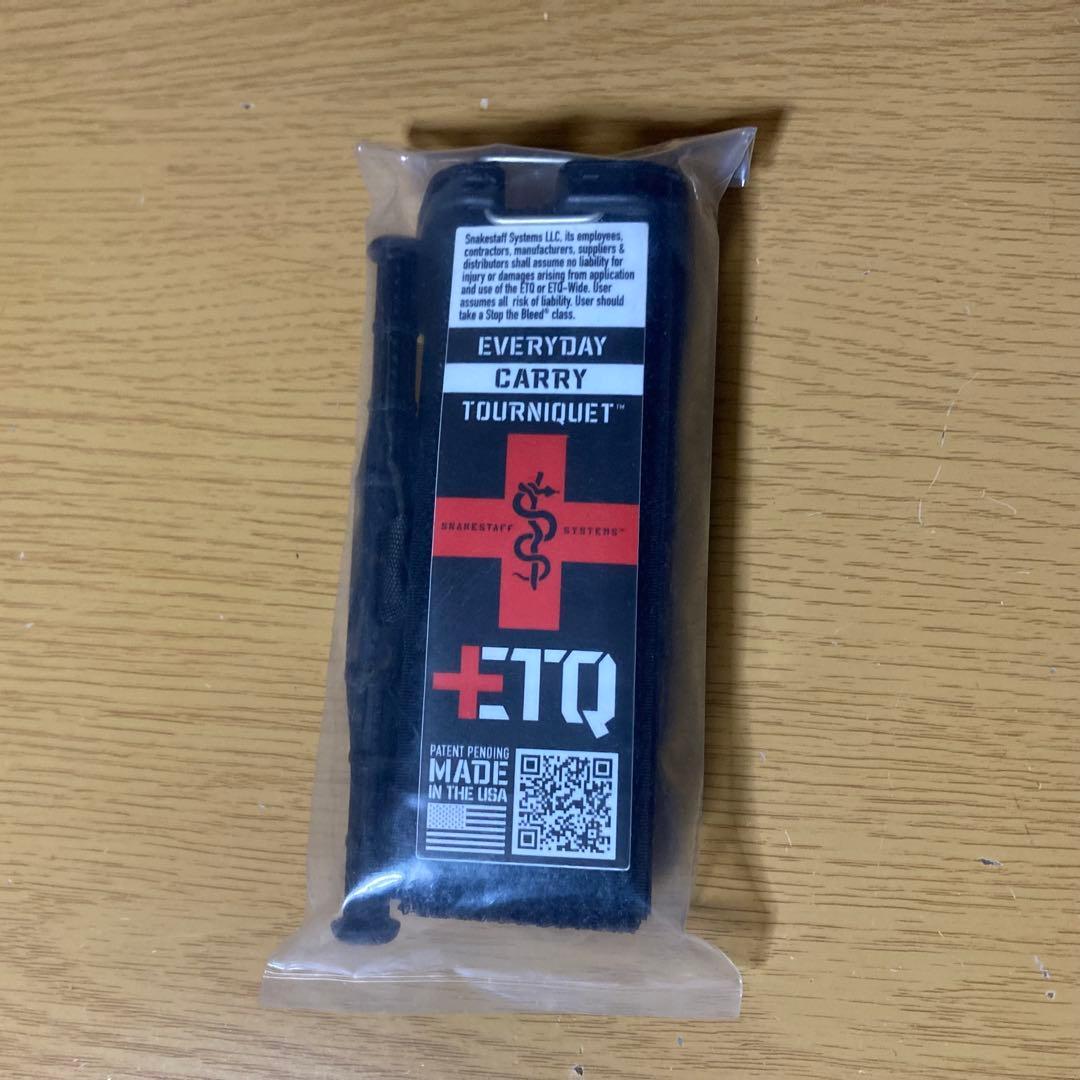 Snakestaff Systems LLC, its employees,
contractors, manufacturers, suppliers &
distributors shall assume no liability for
injury or damages arising from application
and use of the ETQ or ETQ-Wide. User
assumes all risk of liability. User should
take a Stop the Bleed® class.
EVERYDAY
CARRY
TOURNIQUET™
SNAKESTAFF SYSTEMS™
+ETQ
PATENT PENDING
MADE
IN THE USA